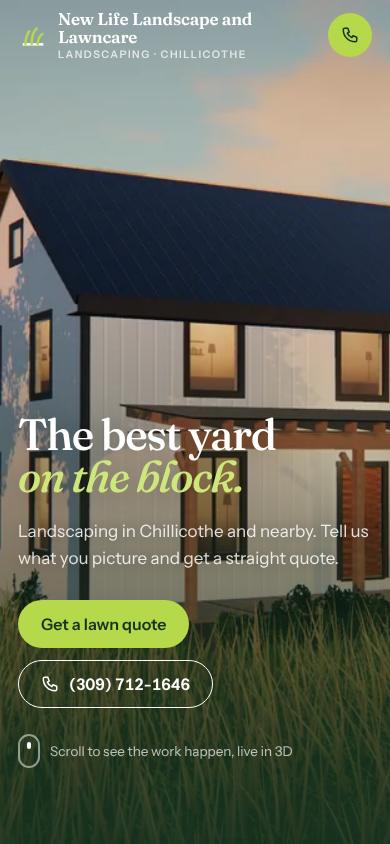 New Life Landscape and
Lawncare
LANDSCAPING · CHILLICOTHE
The best yard
on the block.
Landscaping in Chillicothe and nearby. Tell us
what you picture and get a straight quote.
Get a lawn quote
(309) 712-1646
Scroll to see the work happen, live in 3D